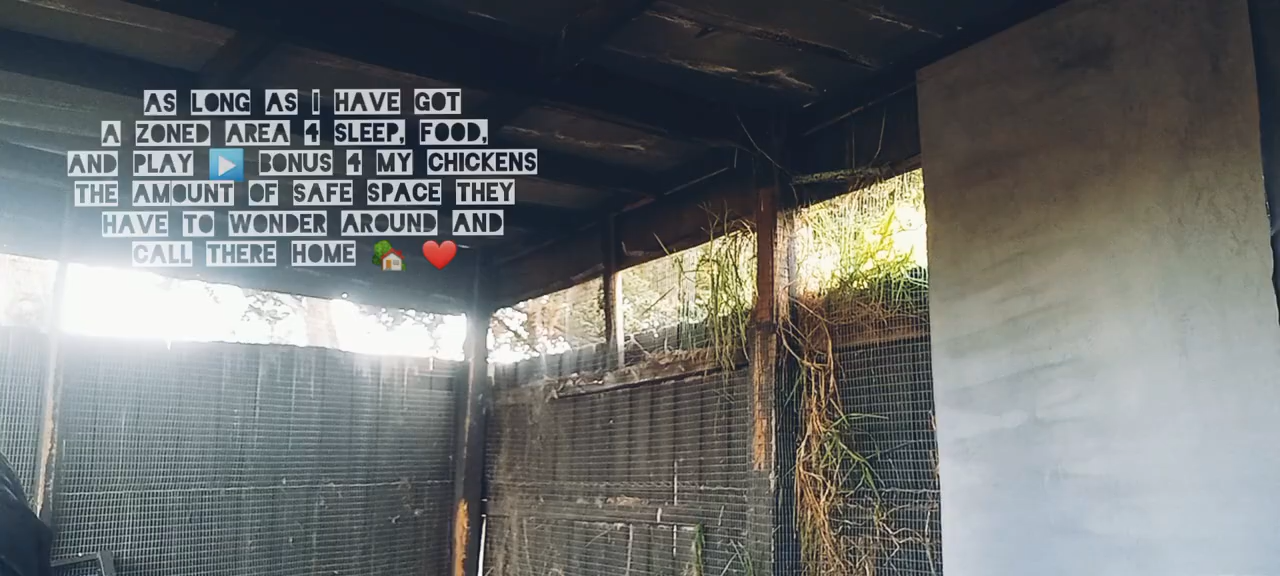 AS LONG AS I HAVE GOT
A ZONED AREA 4 SLEEP, FOOD,
AND PLAY ▶️ BONUS 4 MY CHICKENS
THE AMOUNT OF SAFE SPACE THEY
HAVE TO WONDER AROUND AND
CALL THERE HOME 🏡 ❤️